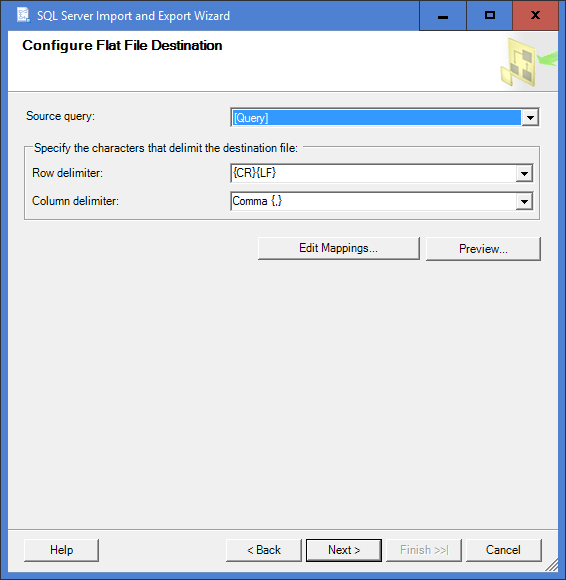 SQL Server Import and Export Wizard
Configure Flat File Destination
Source query:
[Query]
Specify the characters that delimit the destination file:
Row delimiter:
{CR}{LF}
Column delimiter:
Comma {,}
Edit Mappings...
Preview...
Help
< Back
Next >
Finish >>|
Cancel